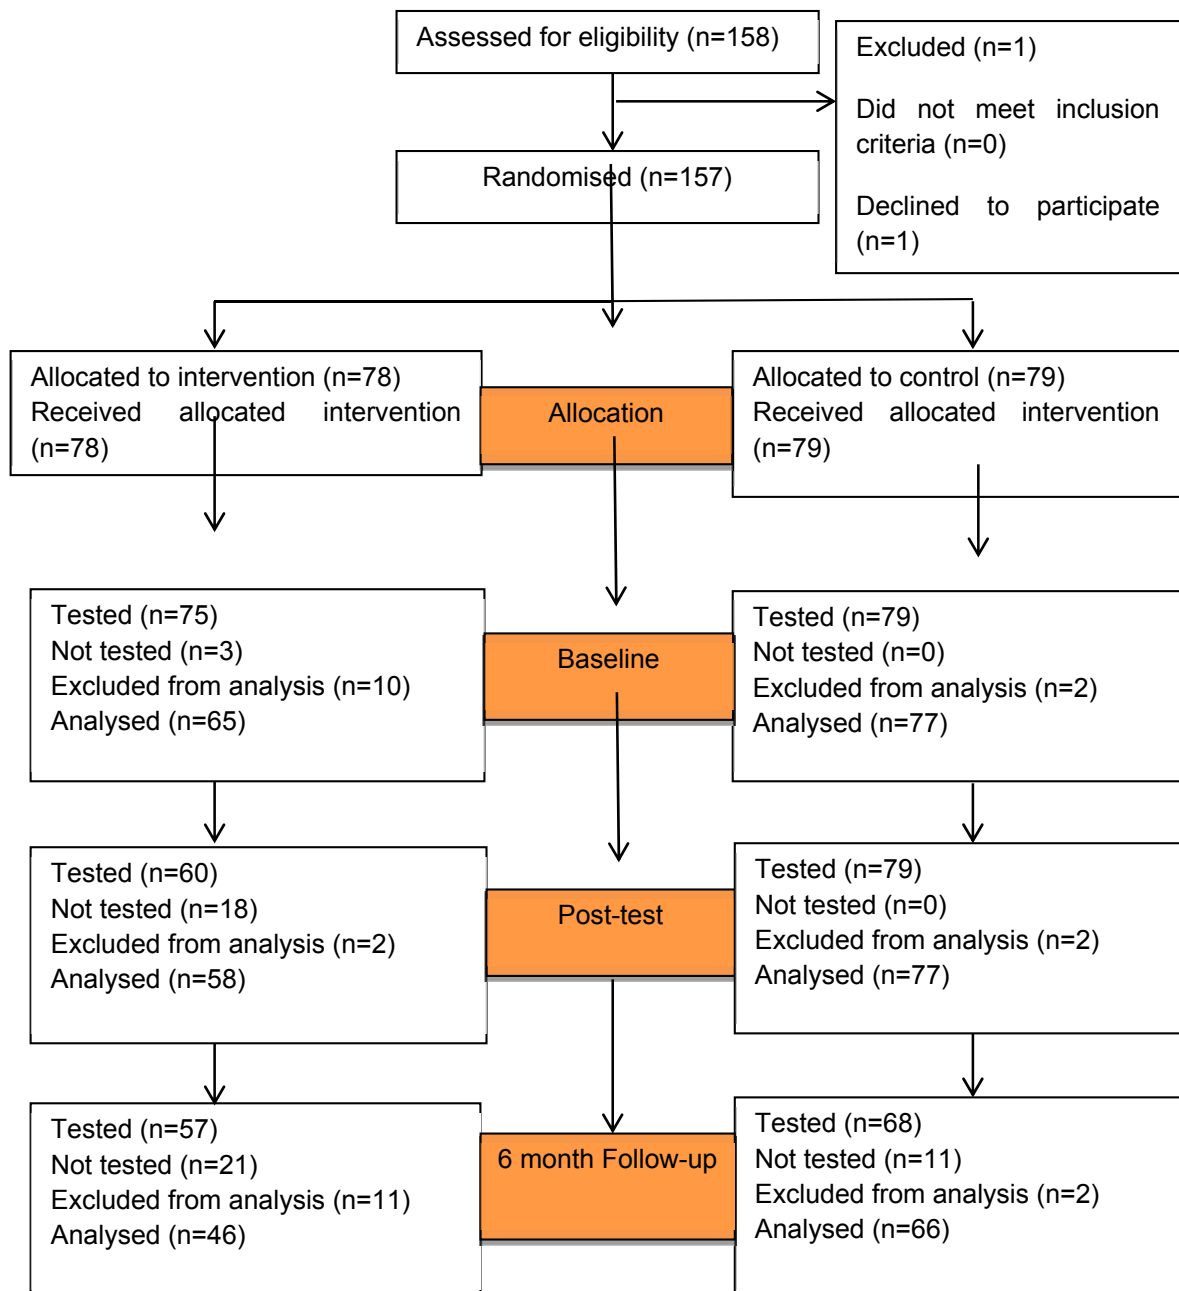 Assessed for eligibility (n=158)
Excluded (n=1)
Did not meet inclusion
criteria (n=0)
Declined to participate
(n=1)
Randomised (n=157)
Allocated to intervention (n=78)
Received allocated intervention
(n=78)
Allocation
Allocated to control (n=79)
Received allocated intervention
(n=79)
Tested (n=75)
Not tested (n=3)
Excluded from analysis (n=10)
Analysed (n=65)
Baseline
Tested (n=79)
Not tested (n=0)
Excluded from analysis (n=2)
Analysed (n=77)
Tested (n=60)
Not tested (n=18)
Excluded from analysis (n=2)
Analysed (n=58)
Post-test
Tested (n=79)
Not tested (n=0)
Excluded from analysis (n=2)
Analysed (n=77)
Tested (n=57)
Not tested (n=21)
Excluded from analysis (n=11)
Analysed (n=46)
6 month Follow-up
Tested (n=68)
Not tested (n=11)
Excluded from analysis (n=2)
Analysed (n=66)